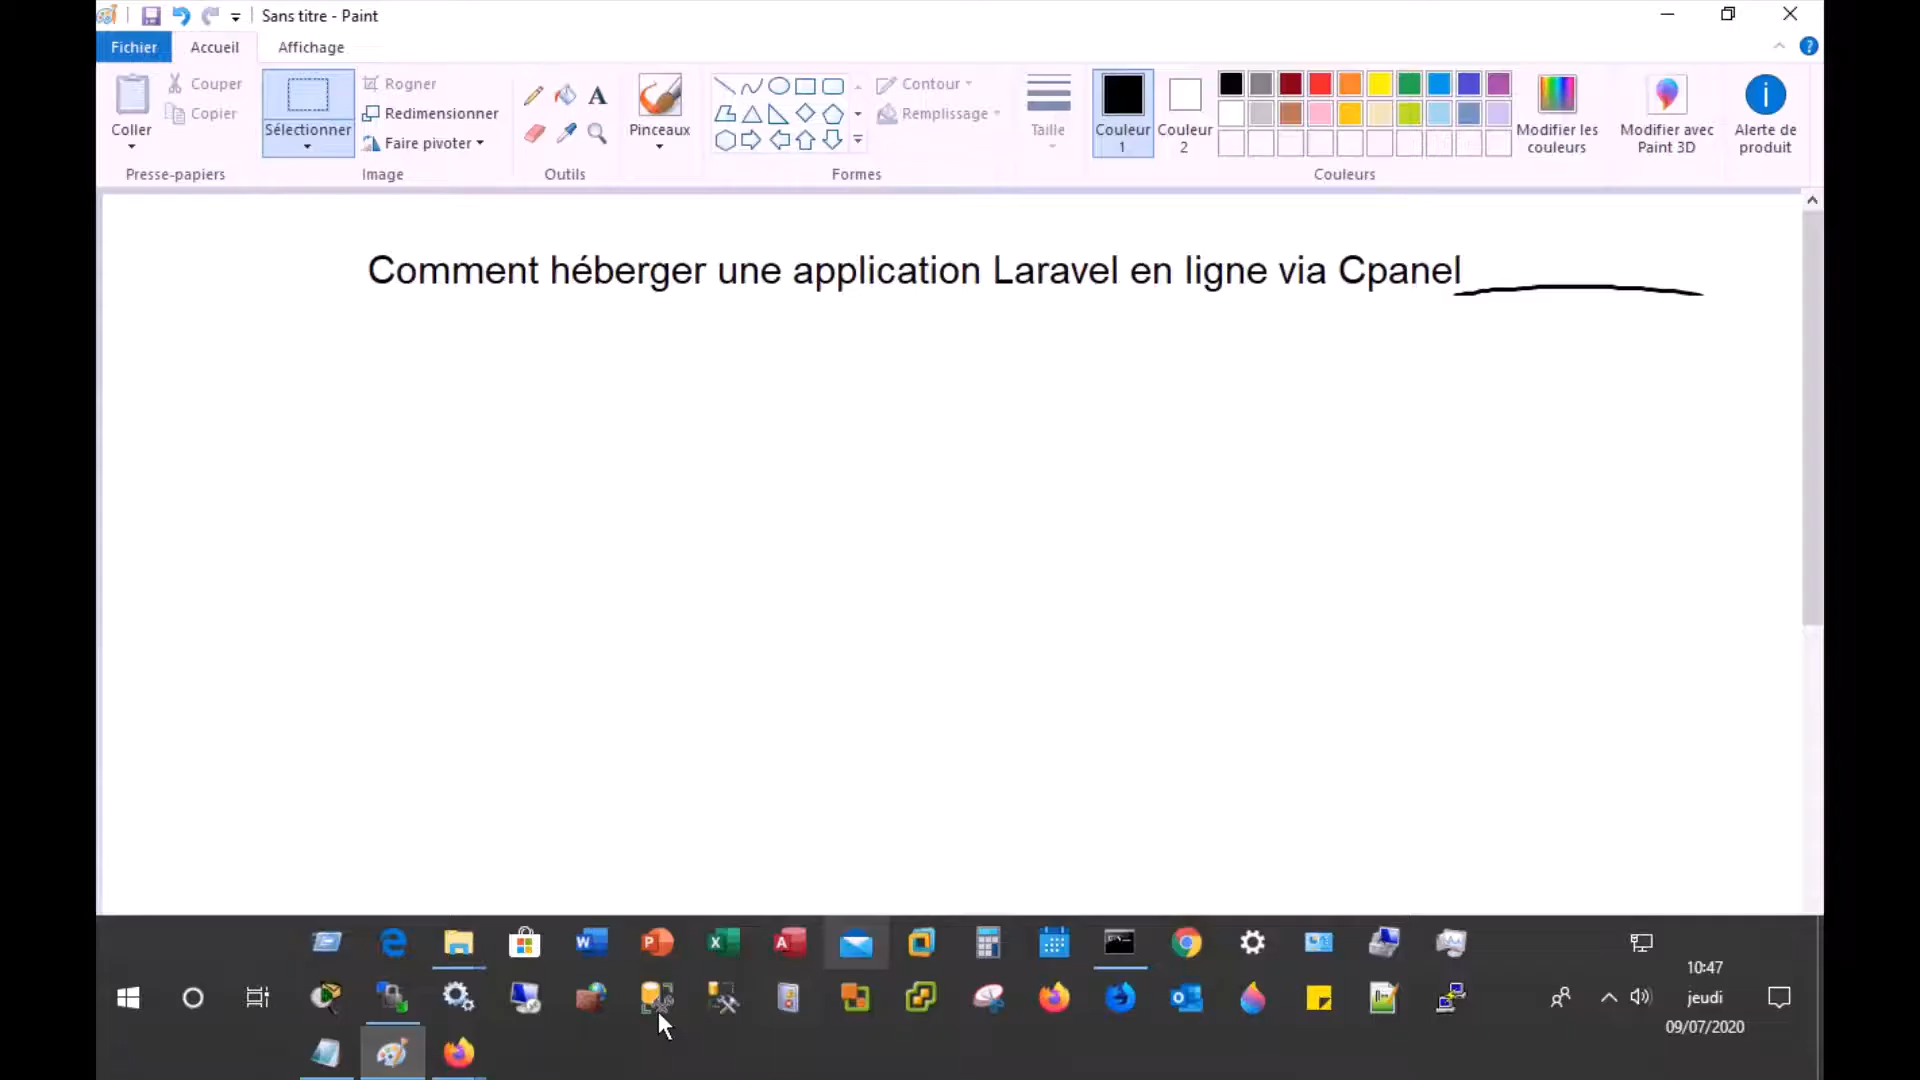 Sans titre - Paint
Fichier
Accueil
Affichage
Coller
Couper
Copier
Presse-papiers
Sélectionner
Rogner
Redimensionner
Faire pivoter
Image
Outils
Pinceaux
Formes
Contour
Remplissage
Taille
Couleur 1
Couleur 2
Couleurs
Modifier les couleurs
Modifier avec Paint 3D
Alerte de produit
Comment héberger une application Laravel en ligne via Cpanel
10:47
jeudi
09/07/2020